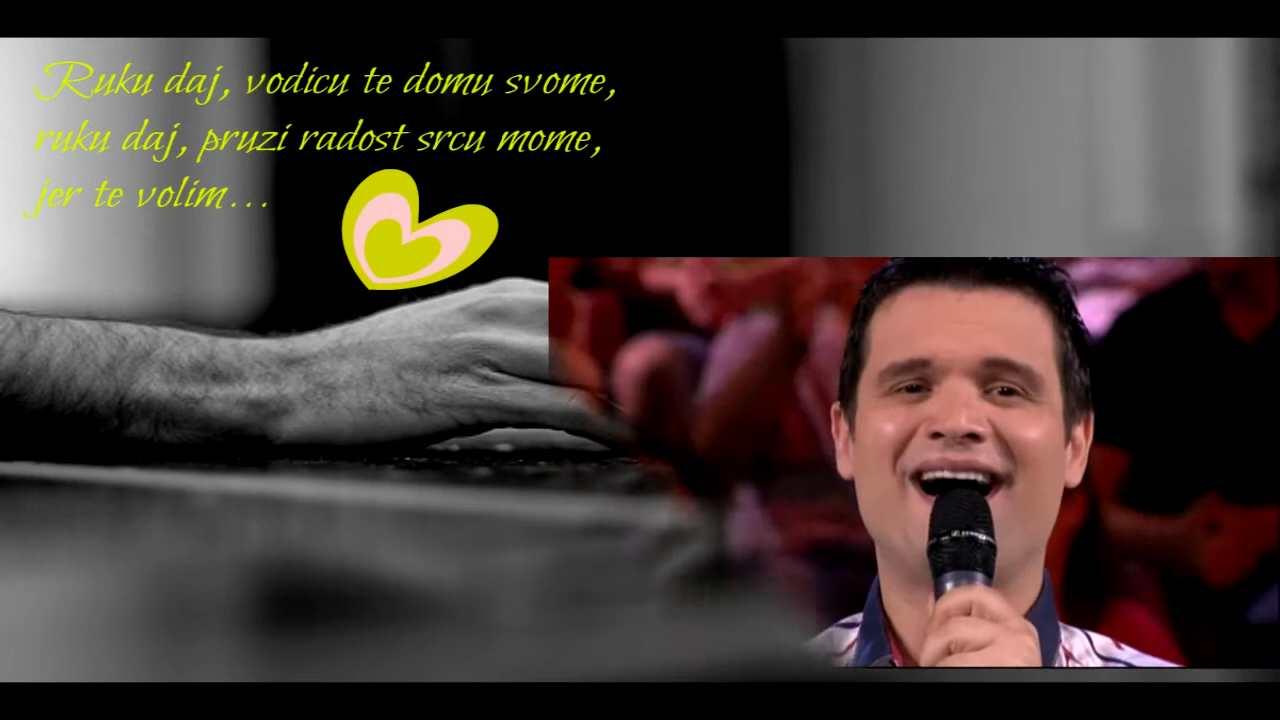 Ruku daj, vodicu te domu svome,
ruku daj, pruzi radost srcu mome,
jer te volim...